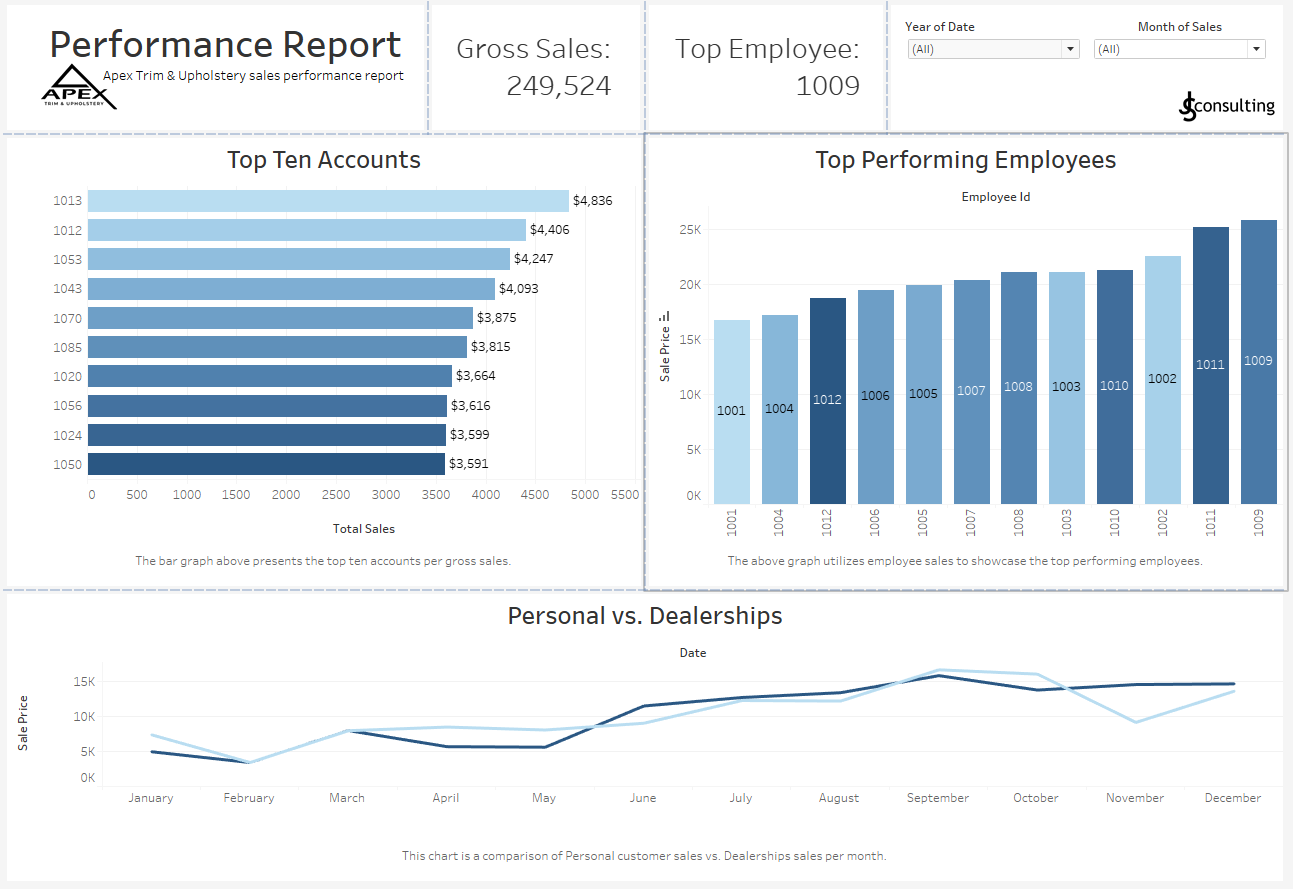 Performance Report
Apex Trim & Upholstery sales performance report
APEX
TRIM & UPHOLSTERY
Gross Sales:
249,524
Top Employee:
1009
Year of Date
(All)
Month of Sales
(All)
JSconsulting
Top Ten Accounts
1013 $4,836
1012 $4,406
1053 $4,247
1043 $4,093
1070 $3,875
1085 $3,815
1020 $3,664
1056 $3,616
1024 $3,599
1050 $3,591
0 500 1000 1500 2000 2500 3000 3500 4000 4500 5000 5500
Total Sales
The bar graph above presents the top ten accounts per gross sales.
Top Performing Employees
Employee Id
Sale Price
25K
20K
15K
10K
5K
0K
1001 1004 1012 1006 1005 1007 1008 1003 1010 1002 1011 1009
1001 1004 1012 1006 1005 1007 1008 1003 1010 1002 1011 1009
The above graph utilizes employee sales to showcase the top performing employees.
Personal vs. Dealerships
Date
Sale Price
15K
10K
5K
0K
January February March April May June July August September October November December
This chart is a comparison of Personal customer sales vs. Dealerships sales per month.